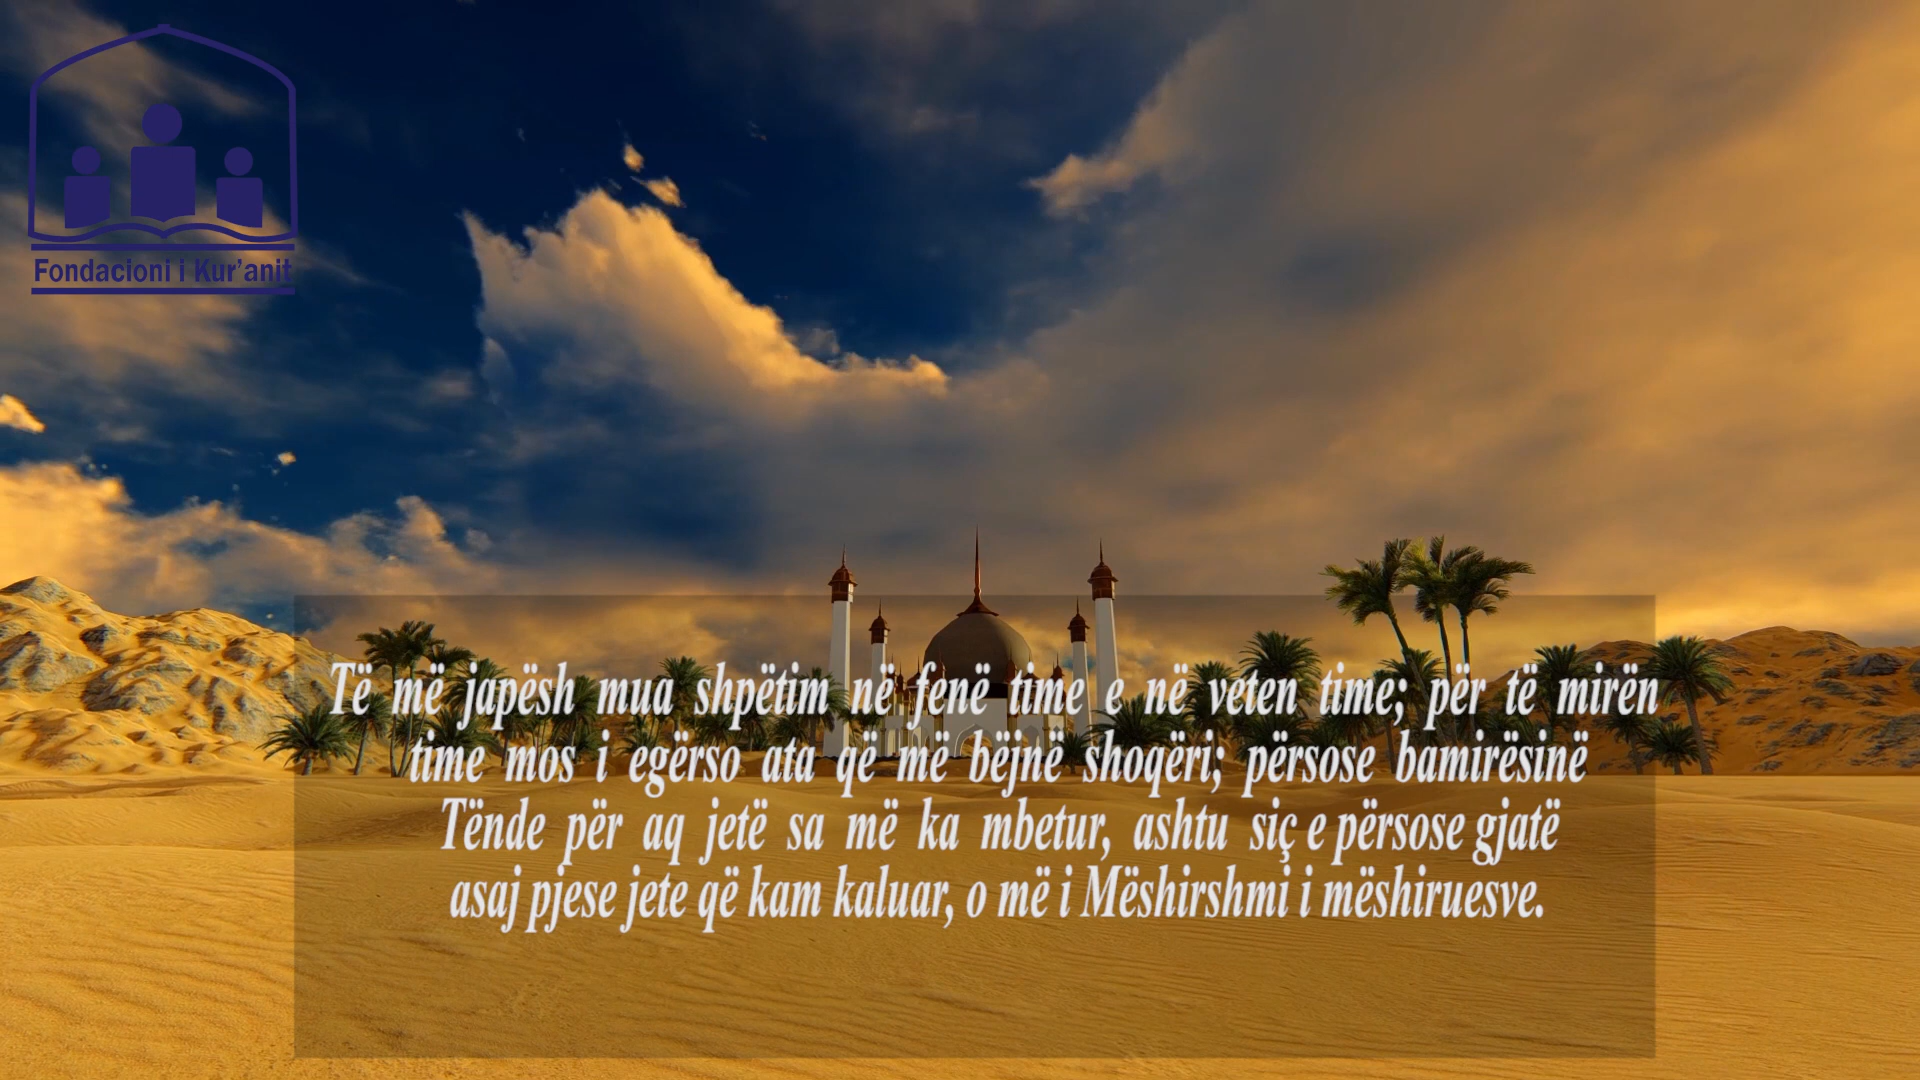 Fondacioni i Kur'anit
Të më japësh mua shpëtim në fenë time e në veten time; për të mirën
time mos i egërso ata që më bëjnë shoqëri; përsose bamirësinë
Tënde për aq jetë sa më ka mbetur, ashtu siç e përsose gjatë
asaj pjese jete që kam kaluar, o më i Mëshirshmi i mëshiruesve.